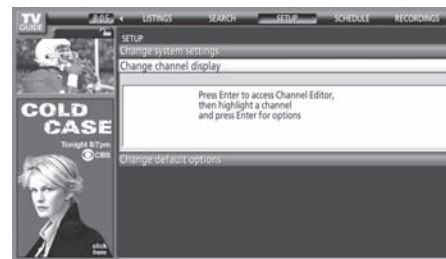 TV
GUIDE
8:05 LISTINGS SEARCH SETUP SCHEDULE RECORDINGS
SETUP
Change system settings
Change channel display
Press Enter to access Channel Editor,
then highlight a channel
and press Enter for options
Change default options
COLD
CASE
Tonight 8/7pm
CBS
click
here